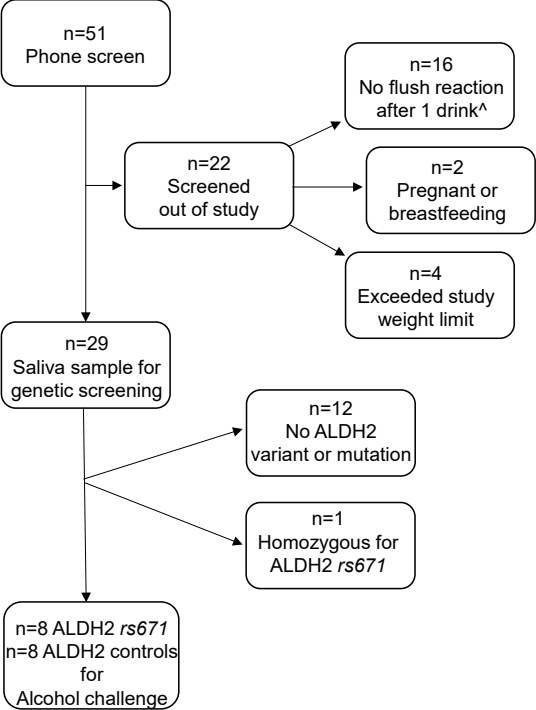 n=51
Phone screen
n=16
No flush reaction
after 1 drink^
n=22
Screened
out of study
n=2
Pregnant or
breastfeeding
n=4
Exceeded study
weight limit
n=29
Saliva sample for
genetic screening
n=12
No ALDH2
variant or mutation
n=1
Homozygous for
ALDH2 rs671
n=8 ALDH2 rs671
n=8 ALDH2 controls
for
Alcohol challenge